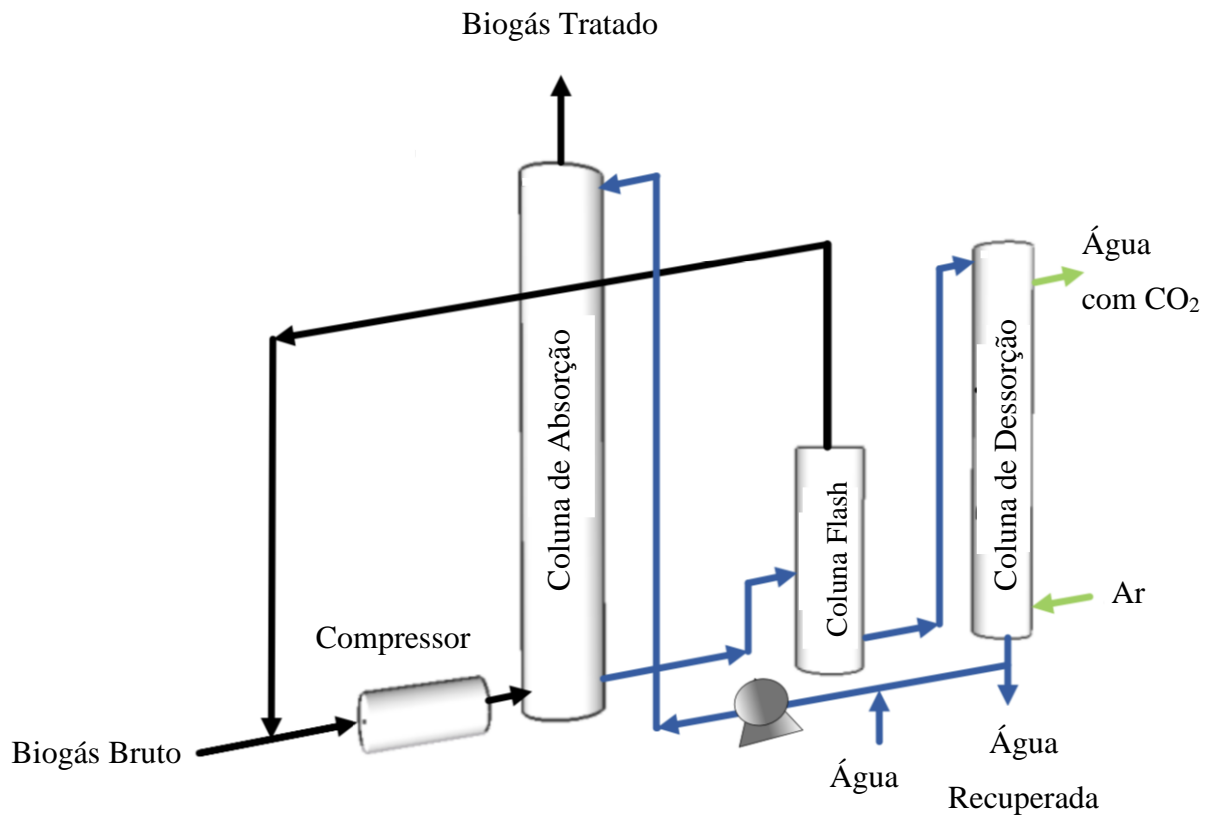 Biogás Tratado
Água
com CO₂
Coluna de Absorção
Coluna Flash
Coluna de Dessorção
Ar
Compressor
Biogás Bruto
Água
Água
Recuperada